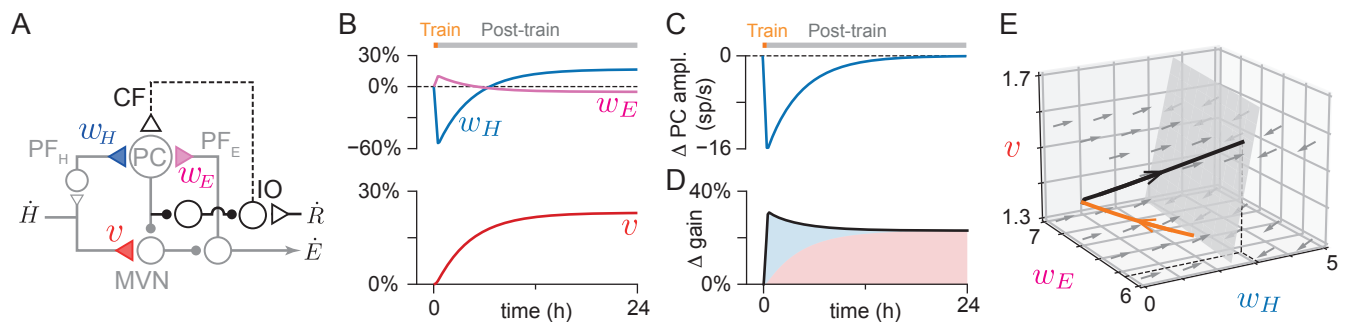 A
CF
w_H
PF_H
PC
PF_E
w_E
IO
Ḣ
Ṙ
v
Ė
MVN
B
Train
Post-train
30%
0%
−60%
w_E
w_H
30%
0%
v
0
24
time (h)
C
Train
Post-train
0
−16
Δ PC ampl.
(sp/s)
D
40%
0%
Δ gain
0
24
time (h)
E
1.7
v
1.3
7
w_E
6
0
w_H
5